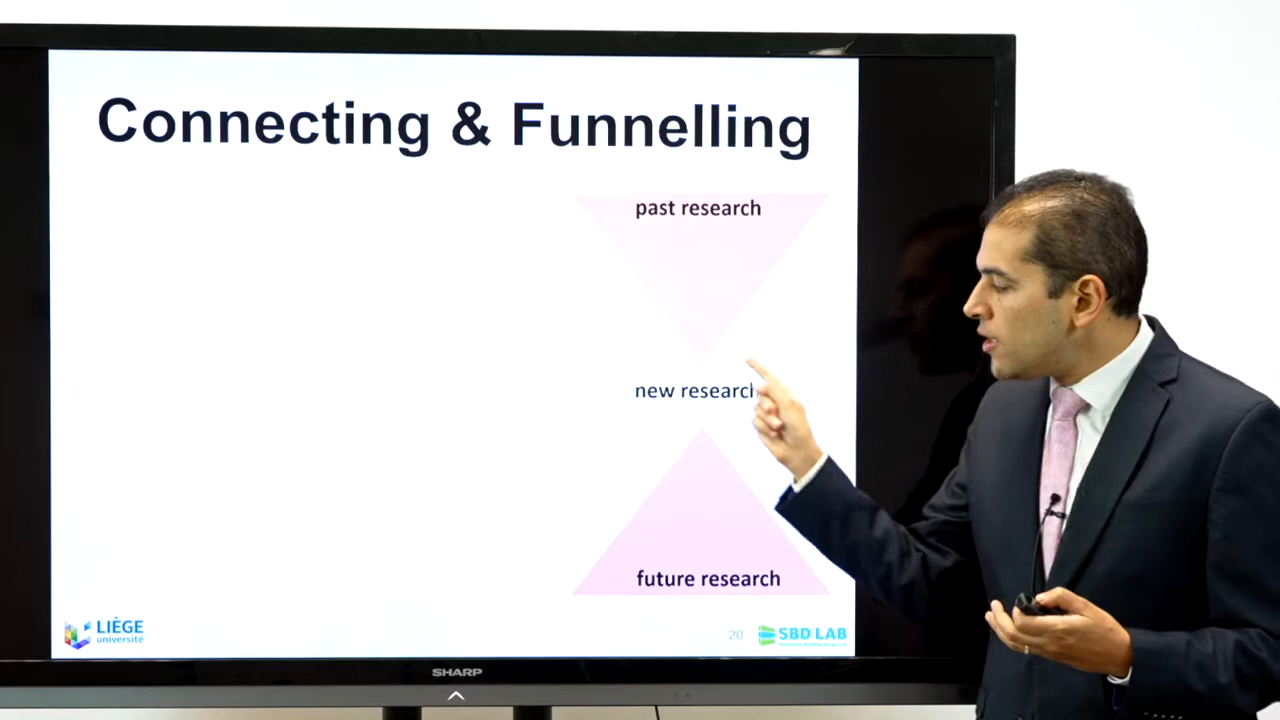 Connecting & Funnelling
past research
new research
future research
LIÈGE
université
20
SBD LAB
SHARP